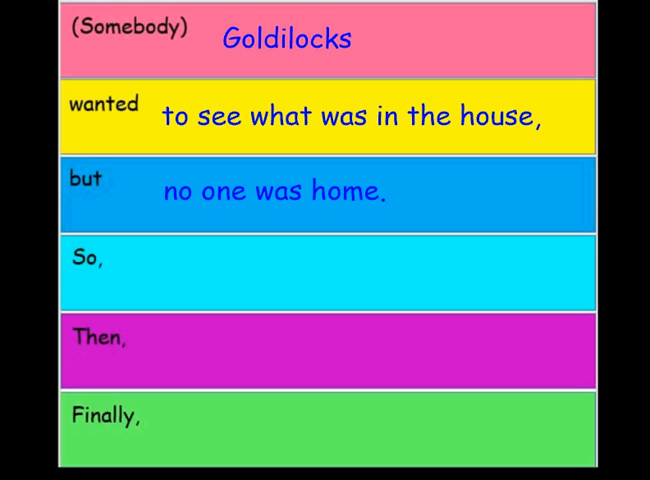 (Somebody) Goldilocks
wanted to see what was in the house,
but no one was home.
So,
Then,
Finally,